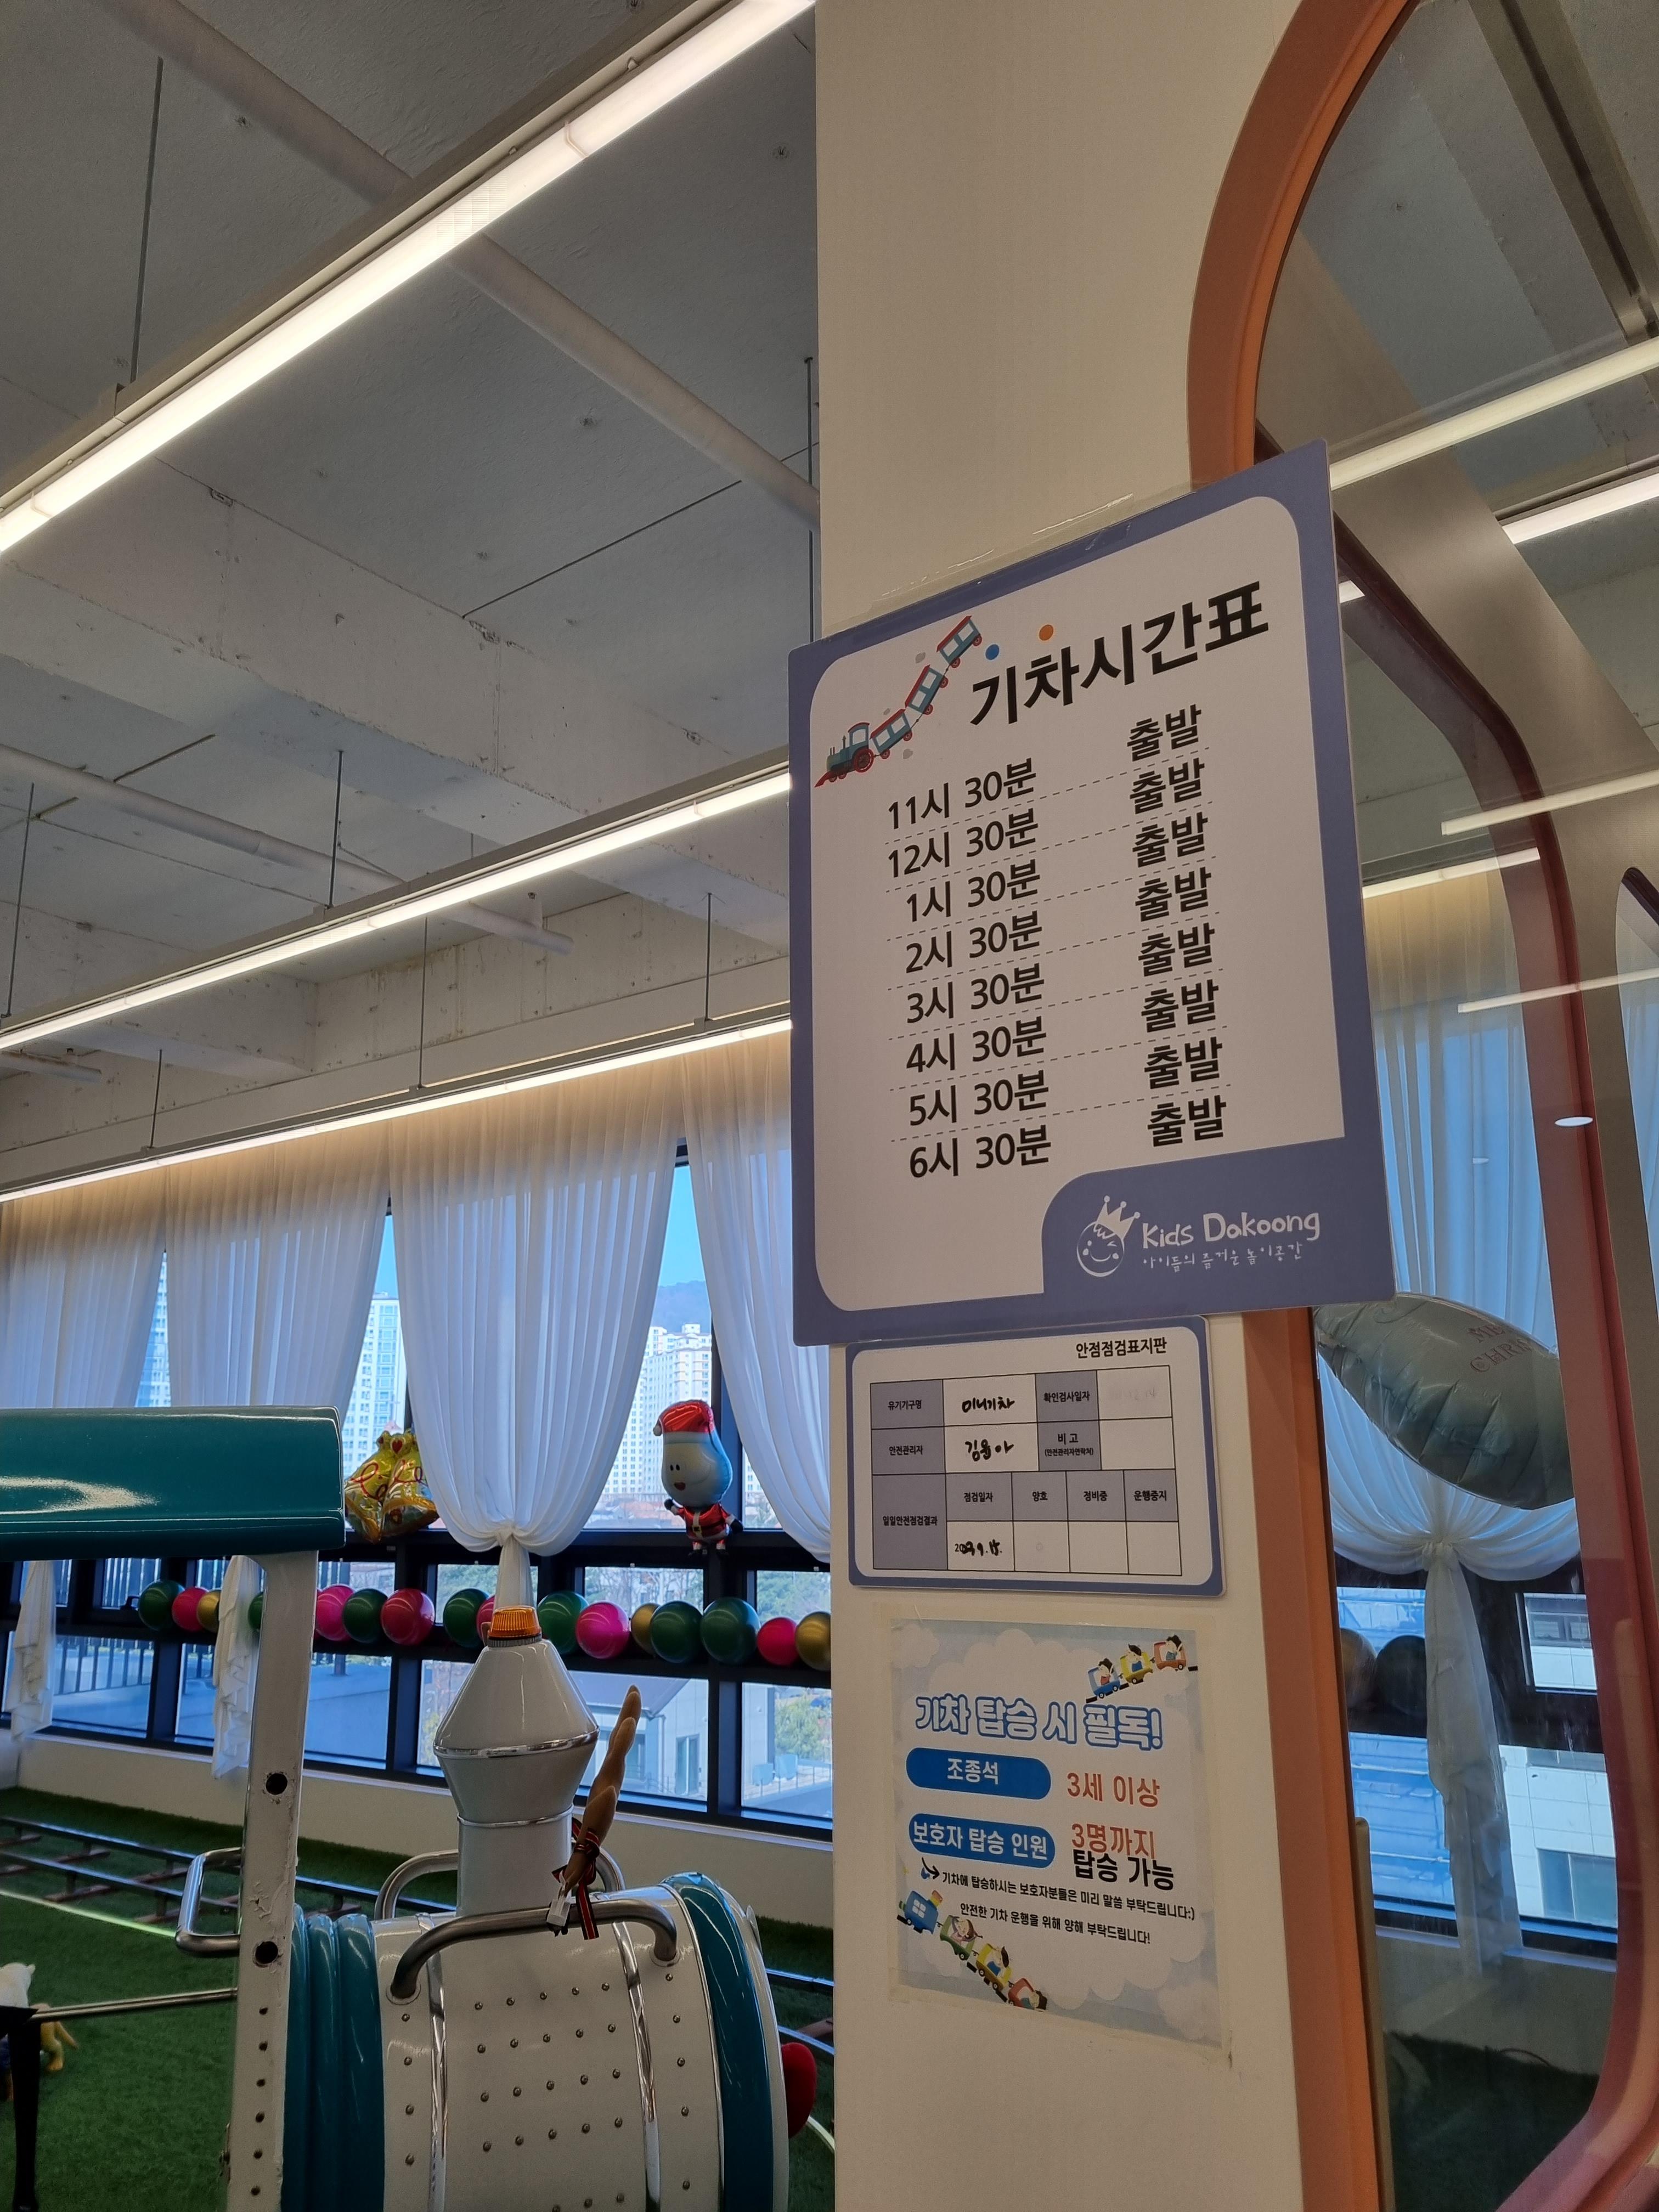 기차시간표
11시 30분 출발
12시 30분 출발
1시 30분 출발
2시 30분 출발
3시 30분 출발
4시 30분 출발
5시 30분 출발
6시 30분 출발
Kids Dakoong
아이들의 즐거운 놀이공간
안점점검표지판
유기기구명 미니기차 확인검사일자
안전관리자 비 고
(안전관리자연락처)
일일안전점검결과 점검일자 양호 정비중 운행중지
기차 탑승 시 필독!
조종석 3세 이상
보호자 탑승 인원 3명까지
탑승 가능
기차에 탑승하시는 보호자분들은 미리 말씀 부탁드립니다:)
안전한 기차 운행을 위해 양해 부탁드립니다!